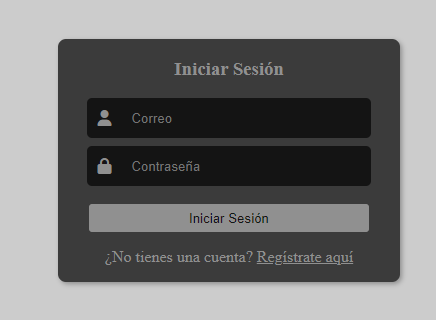 Iniciar Sesión
Correo
Contraseña
Iniciar Sesión
¿No tienes una cuenta? Regístrate aquí